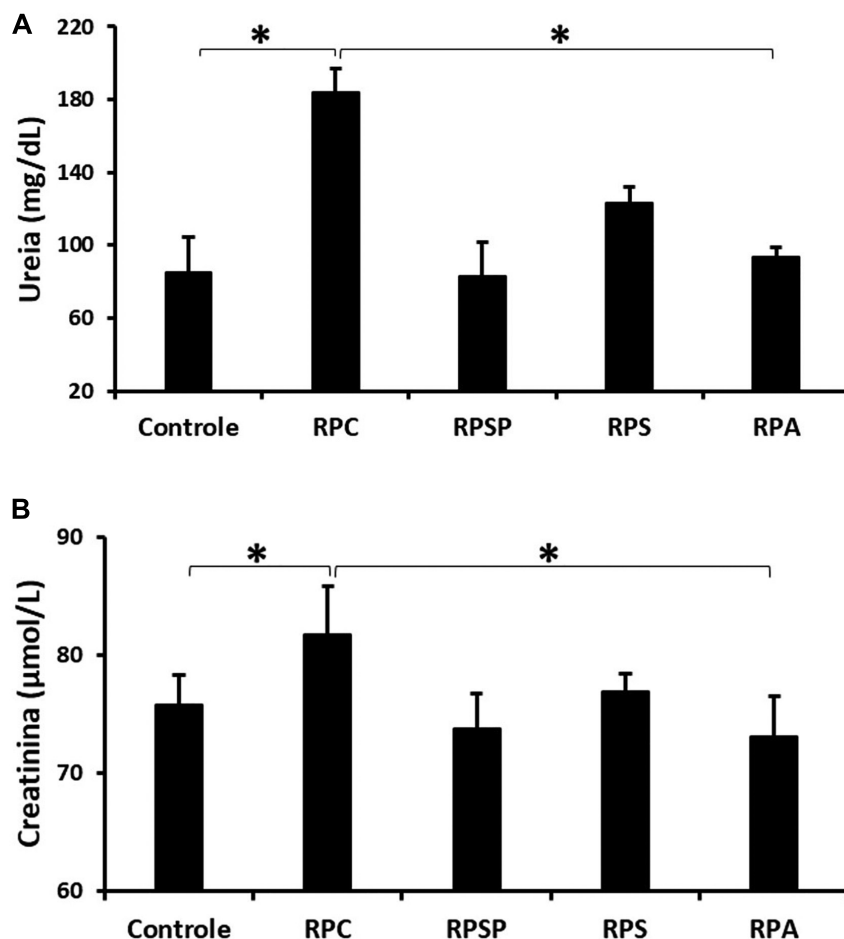 A
Ureia (mg/dL)
220
180
140
100
60
20
* *
Controle RPC RPSP RPS RPA
B
Creatinina (µmol/L)
90
80
70
60
* *
Controle RPC RPSP RPS RPA